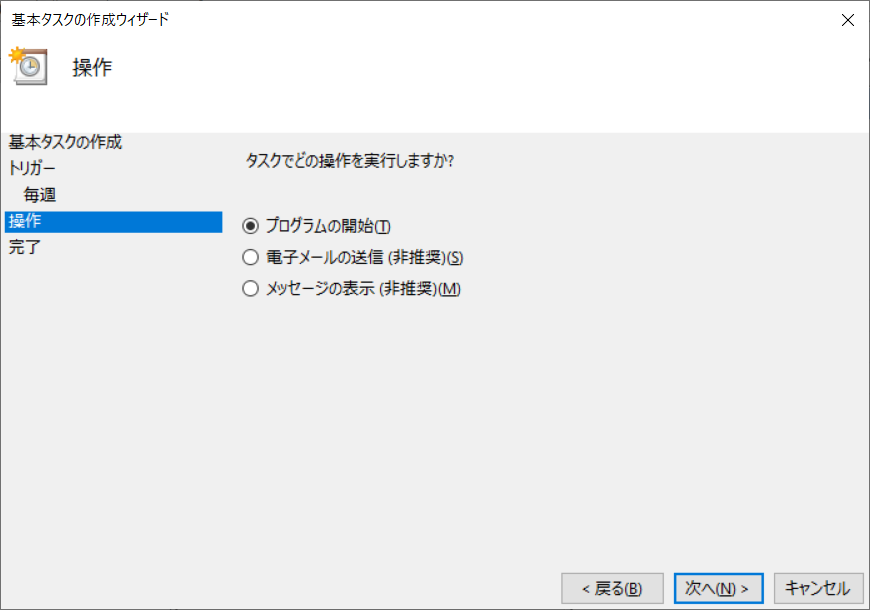 基本タスクの作成ウィザード
操作
基本タスクの作成
トリガー
毎週
操作
完了
タスクでどの操作を実行しますか?
プログラムの開始(T)
電子メールの送信 (非推奨)(S)
メッセージの表示 (非推奨)(M)
< 戻る(B)
次へ(N) >
キャンセル